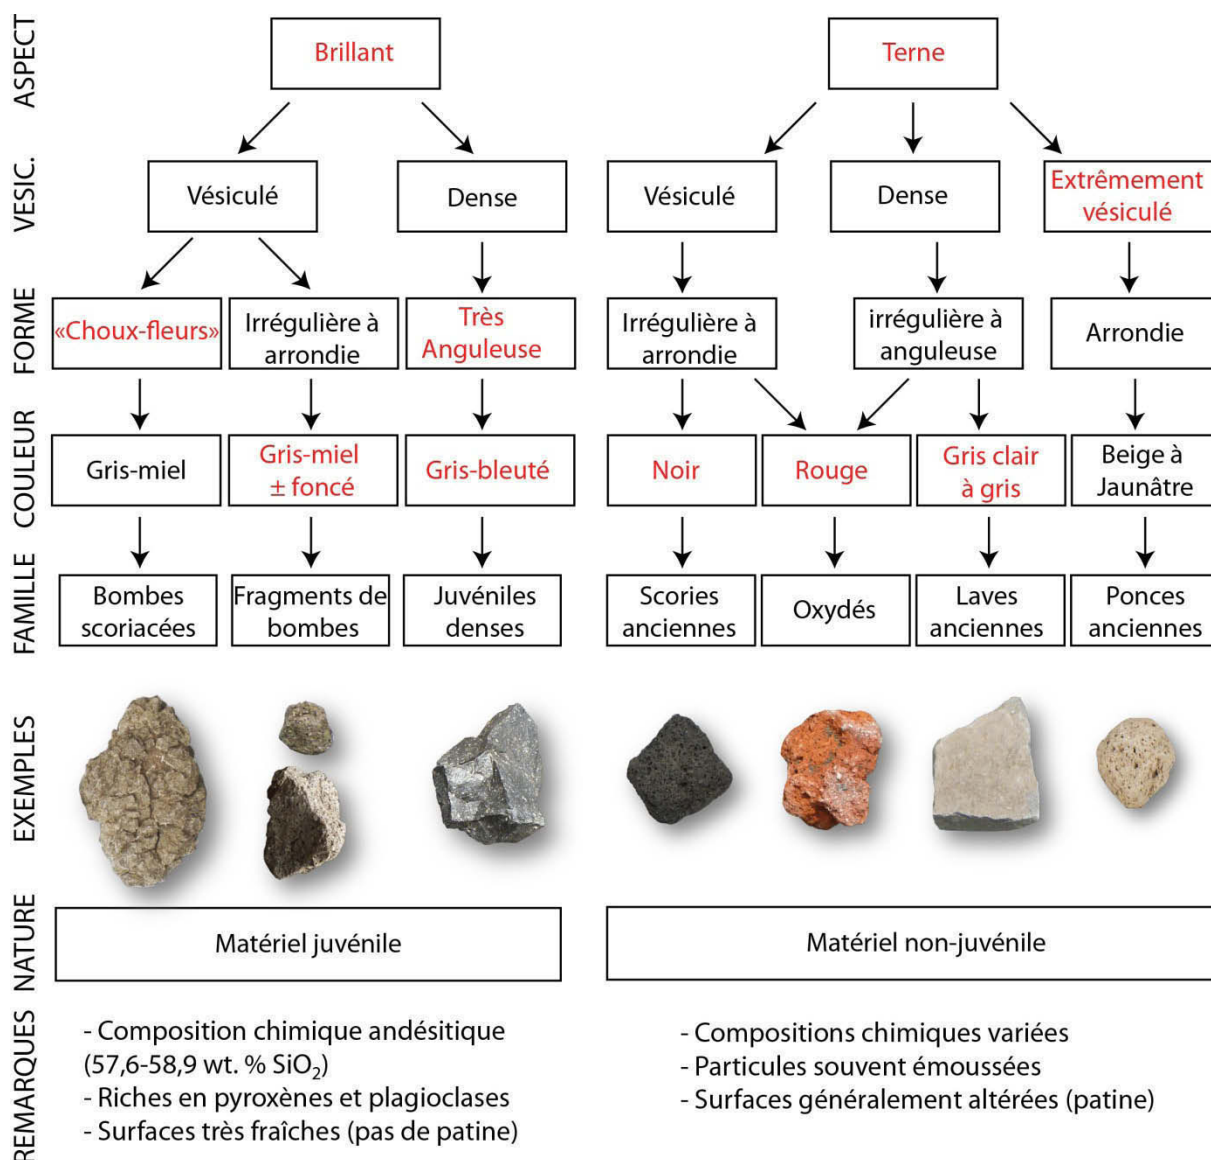 ASPECT
Brillant
Terne
VESIC.
Vésiculé
Dense
Vésiculé
Dense
Extrêmement
vésiculé
FORME
«Choux-fleurs»
Irrégulière à
arrondie
Très
Anguleuse
Irrégulière à
arrondie
irrégulière à
anguleuse
Arrondie
COULEUR
Gris-miel
Gris-miel
± foncé
Gris-bleuté
Noir
Rouge
Gris clair
à gris
Beige à
Jaunâtre
FAMILLE
Bombes
scoriacées
Fragments de
bombes
Juvéniles
denses
Scories
anciennes
Oxydés
Laves
anciennes
Ponces
anciennes
EXEMPLES
NATURE
Matériel juvénile
Matériel non-juvénile
REMARQUES
- Composition chimique andésitique
(57,6-58,9 wt. % SiO₂)
- Riches en pyroxènes et plagioclases
- Surfaces très fraîches (pas de patine)
- Compositions chimiques variées
- Particules souvent émoussées
- Surfaces généralement altérées (patine)